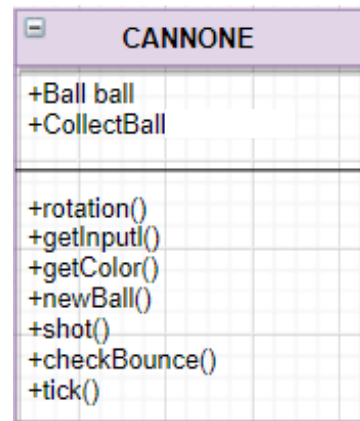 CANNONE
+Ball ball
+CollectBall
+rotation()
+getInputl()
+getColor()
+newBall()
+shot()
+checkBounce()
+tick()